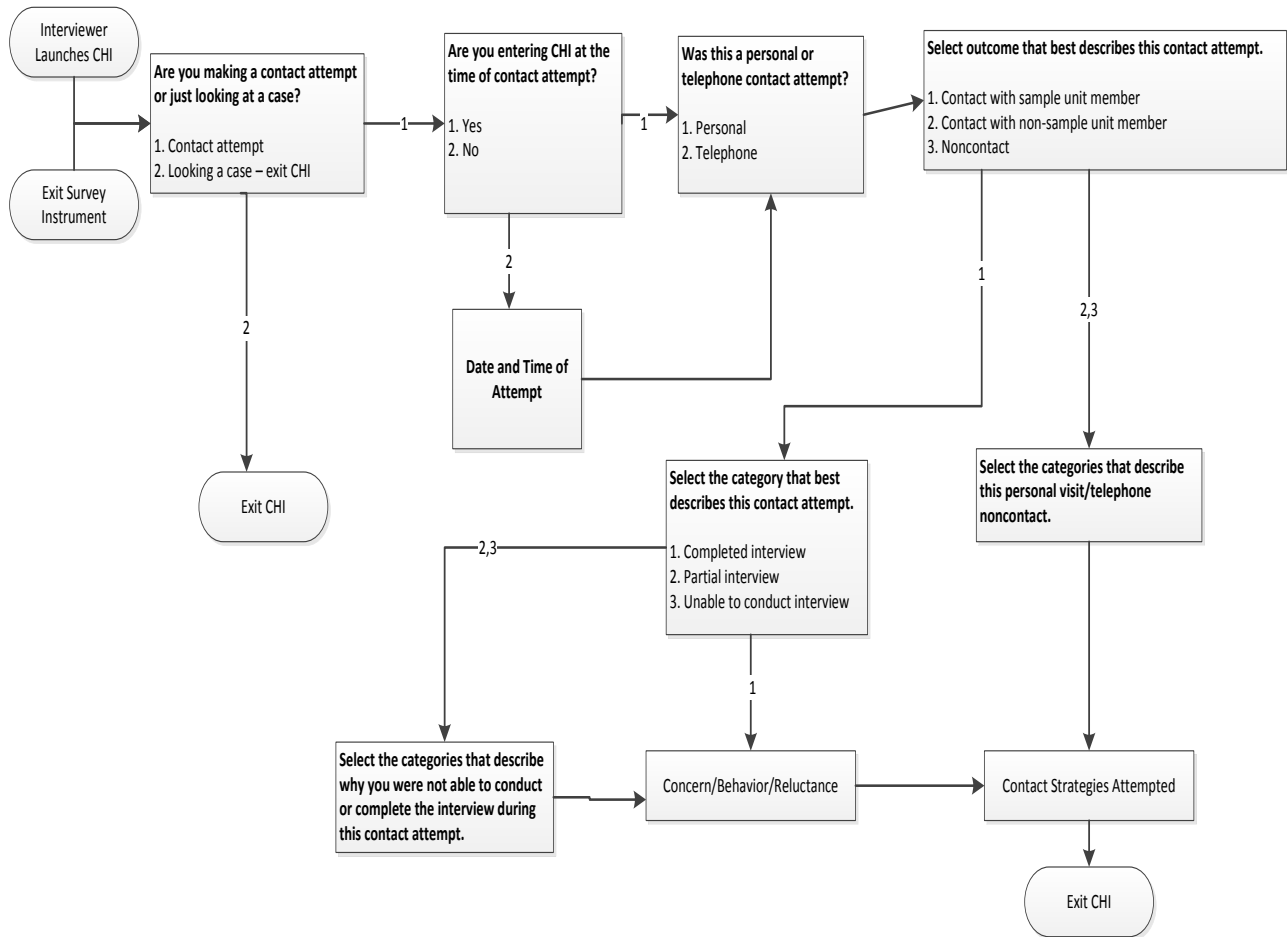 Interviewer
Launches CHI
Exit Survey
Instrument
Are you making a contact attempt
or just looking at a case?
1. Contact attempt
2. Looking a case – exit CHI
1
2
Exit CHI
Are you entering CHI at the
time of contact attempt?
1. Yes
2. No
1
2
Date and Time of
Attempt
Was this a personal or
telephone contact attempt?
1. Personal
2. Telephone
Select outcome that best describes this contact attempt.
1. Contact with sample unit member
2. Contact with non-sample unit member
3. Noncontact
1
2,3
Select the category that best
describes this contact attempt.
1. Completed interview
2. Partial interview
3. Unable to conduct interview
2,3
1
Select the categories that describe
this personal visit/telephone
noncontact.
Select the categories that describe
why you were not able to conduct
or complete the interview during
this contact attempt.
Concern/Behavior/Reluctance
Contact Strategies Attempted
Exit CHI